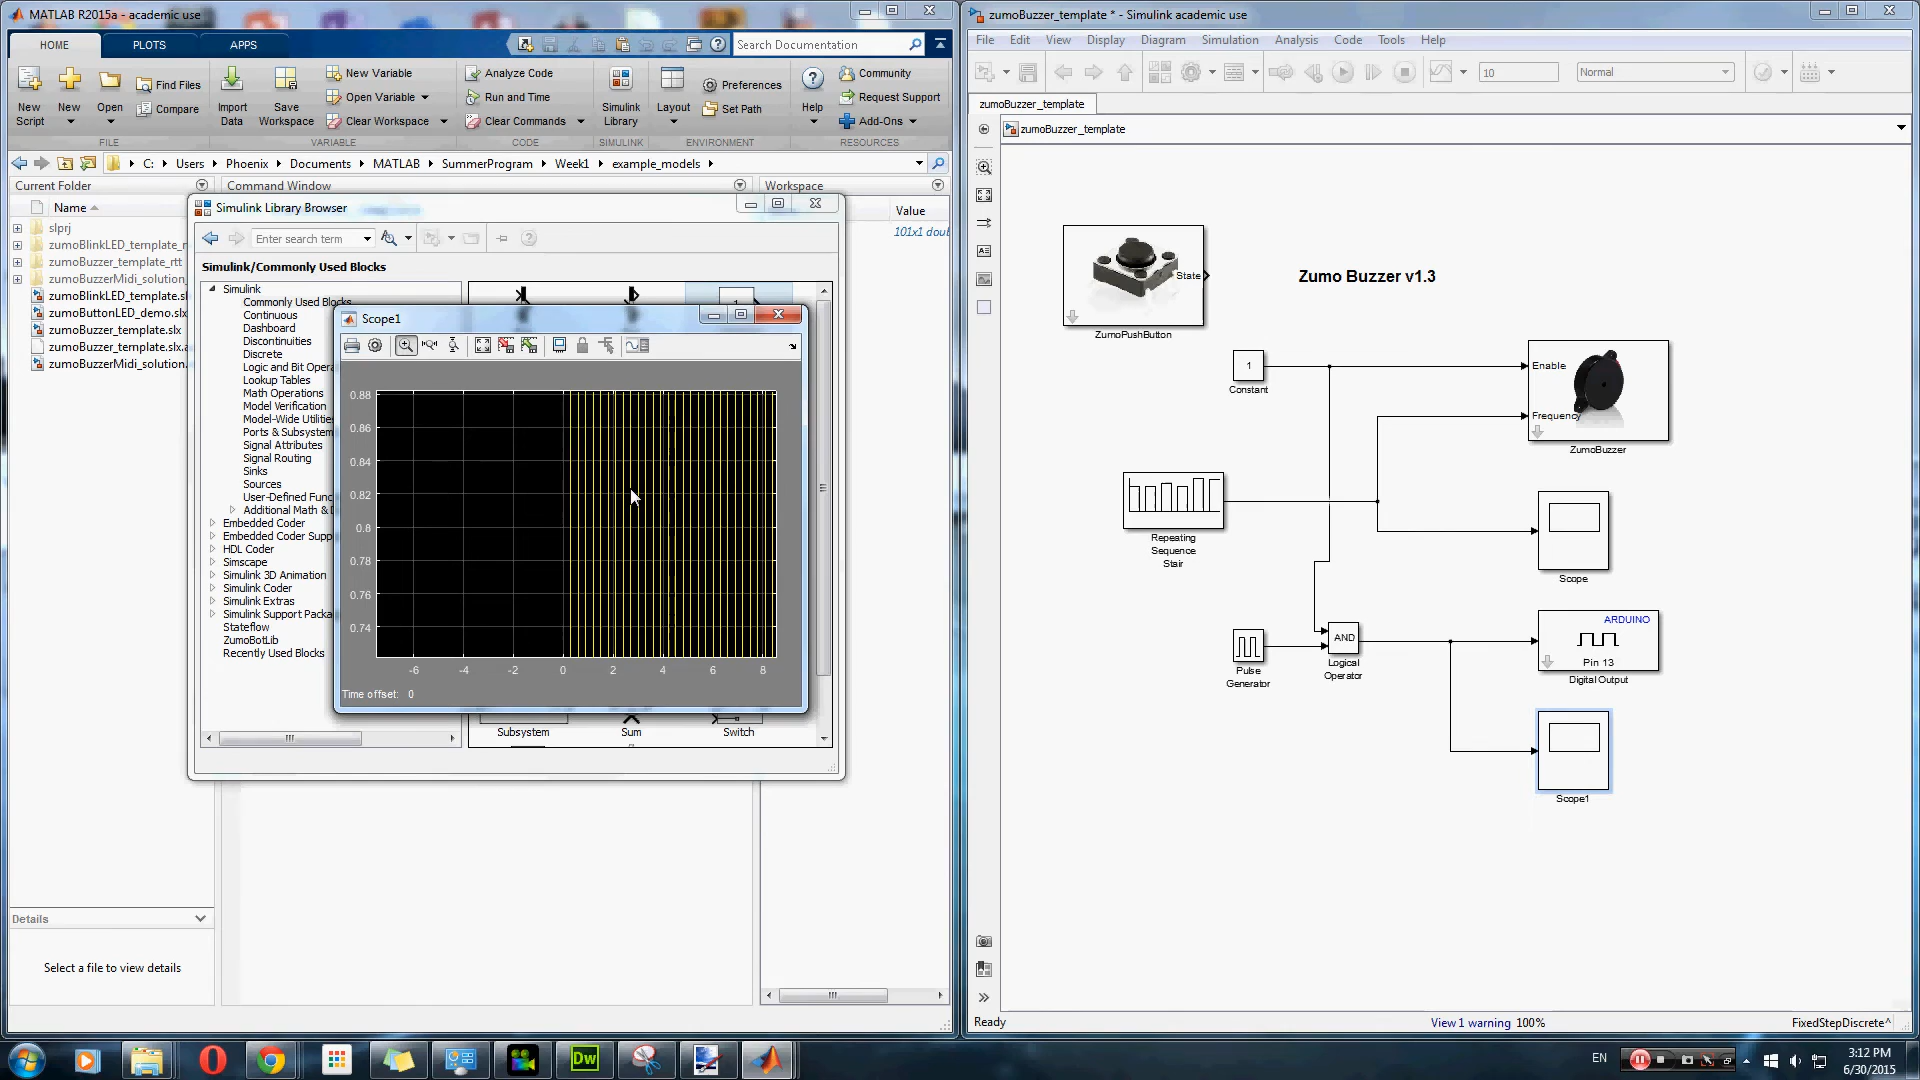 MATLAB R2015a - academic use
HOME
PLOTS
APPS
Search Documentation
New Script
New
Open
Find Files
Compare
Import Data
Save Workspace
New Variable
Open Variable
Clear Workspace
Analyze Code
Run and Time
Clear Commands
Simulink Library
Layout
Preferences
Set Path
Help
Community
Request Support
Add-Ons
FILE
VARIABLE
CODE
SIMULINK
ENVIRONMENT
RESOURCES
C: Users Phoenix Documents MATLAB SummerProgram Week1 example_models
Current Folder
Command Window
Workspace
Name
Value
101x1
slprj
zumoBlinkLED_template_r
zumoBuzzer_template_rtt
zumoBuzzerMidi_solution_
zumoBlinkLED_template.sl
zumoButtonLED_demo.slx
zumoBuzzer_template.slx
zumoBuzzer_template.slx.a
zumoBuzzerMidi_solution.
Details
Select a file to view details
Simulink Library Browser
Enter search term
Simulink/Commonly Used Blocks
Simulink
Commonly Used Blocks
Continuous
Dashboard
Discontinuities
Discrete
Logic and Bit Opera
Lookup Tables
Math Operations
Model Verification
Model-Wide Utilitie
Ports & Subsystem
Signal Attributes
Signal Routing
Sinks
Sources
User-Defined Func
Additional Math & D
Embedded Coder
Embedded Coder Supp
HDL Coder
Simscape
Simulink 3D Animation
Simulink Coder
Simulink Extras
Simulink Support Packa
Stateflow
ZumoBotLib
Recently Used Blocks
Subsystem
Sum
Switch
Scope1
0.88
0.86
0.84
0.82
0.8
0.78
0.76
0.74
-6 -4 -2 0 2 4 6 8
Time offset: 0
zumoBuzzer_template * - Simulink academic use
File Edit View Display Diagram Simulation Analysis Code Tools Help
10
Normal
zumoBuzzer_template
zumoBuzzer_template
State
ZumoPushButton
Zumo Buzzer v1.3
1
Constant
Enable
Frequency
ZumoBuzzer
Repeating
Sequence
Stair
Scope
Pulse
Generator
AND
Logical
Operator
ARDUINO
Pin 13
Digital Output
Scope1
Ready
View 1 warning
100%
FixedStepDiscrete^
Dw
EN
3:12 PM
6/30/2015